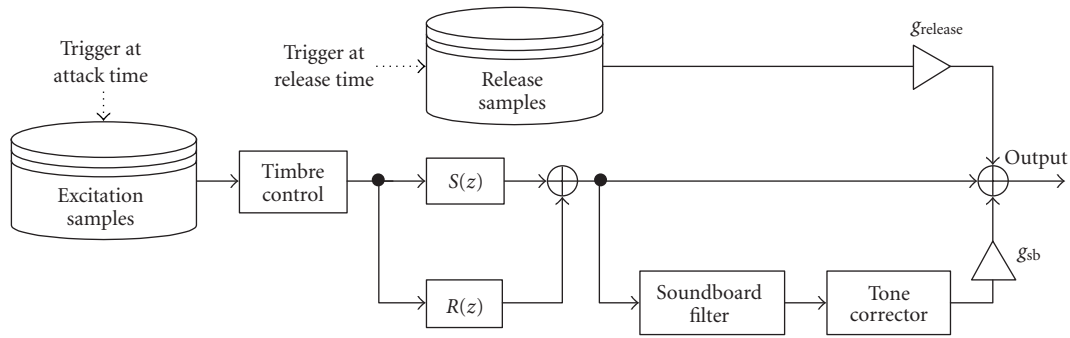 Trigger at
attack time
Excitation
samples
Timbre
control
Trigger at
release time
Release
samples
S(z)
R(z)
g_release
Output
g_sb
Soundboard
filter
Tone
corrector